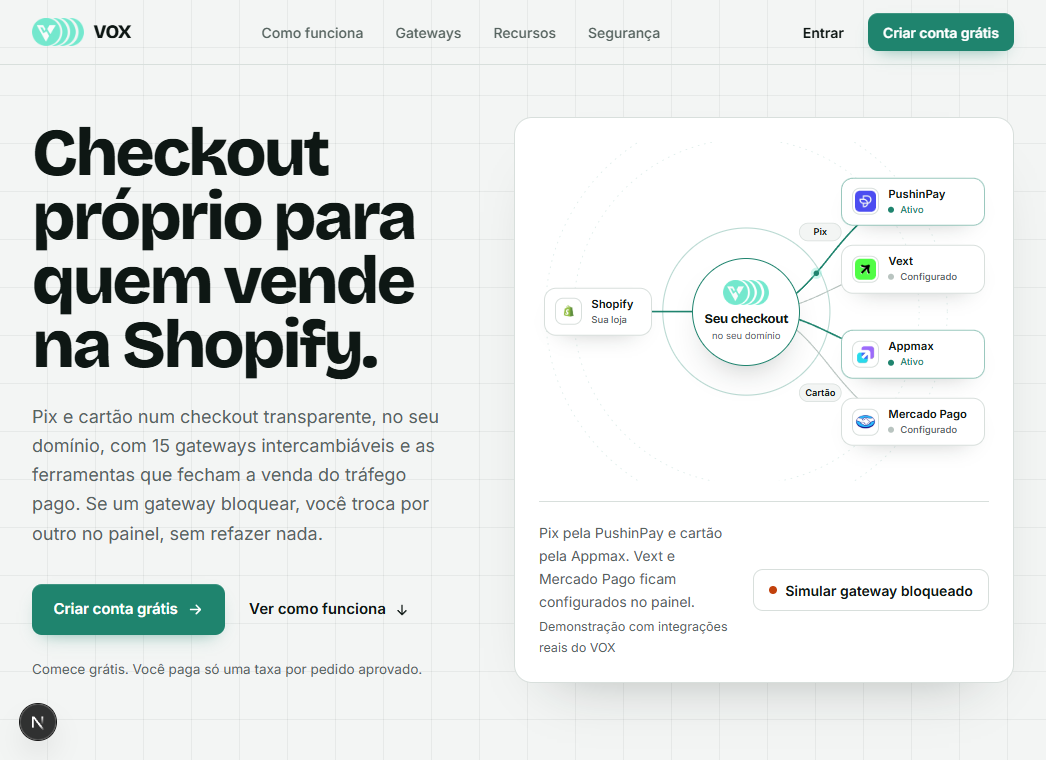 VOX
Como funciona
Gateways
Recursos
Segurança
Entrar
Criar conta grátis
Checkout
próprio para
quem vende
na Shopify.
Pix e cartão num checkout transparente, no seu
domínio, com 15 gateways intercambiáveis e as
ferramentas que fecham a venda do tráfego
pago. Se um gateway bloquear, você troca por
outro no painel, sem refazer nada.
Criar conta grátis →
Ver como funciona ↓
Comece grátis. Você paga só uma taxa por pedido aprovado.
N
Shopify
Sua loja
Seu checkout
no seu domínio
Pix
Cartão
PushinPay
Ativo
Vext
Configurado
Appmax
Ativo
Mercado Pago
Configurado
Pix pela PushinPay e cartão
pela Appmax. Vext e
Mercado Pago ficam
configurados no painel.
Demonstração com integrações
reais do VOX
Simular gateway bloqueado